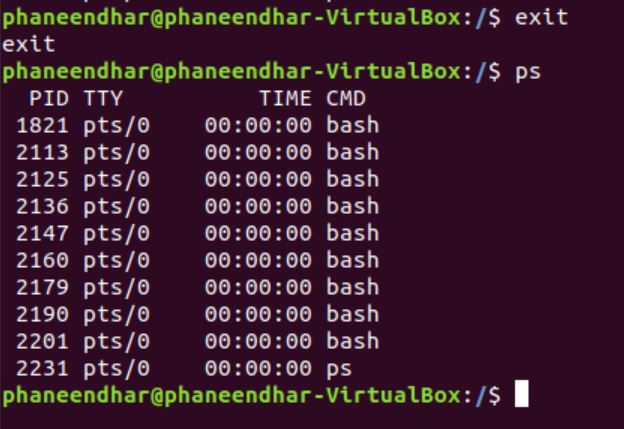 phaneendhar@phaneendhar-VirtualBox:/$ exit
exit
phaneendhar@phaneendhar-VirtualBox:/$ ps
  PID TTY          TIME CMD
 1821 pts/0    00:00:00 bash
 2113 pts/0    00:00:00 bash
 2125 pts/0    00:00:00 bash
 2136 pts/0    00:00:00 bash
 2147 pts/0    00:00:00 bash
 2160 pts/0    00:00:00 bash
 2179 pts/0    00:00:00 bash
 2190 pts/0    00:00:00 bash
 2201 pts/0    00:00:00 bash
 2231 pts/0    00:00:00 ps
phaneendhar@phaneendhar-VirtualBox:/$